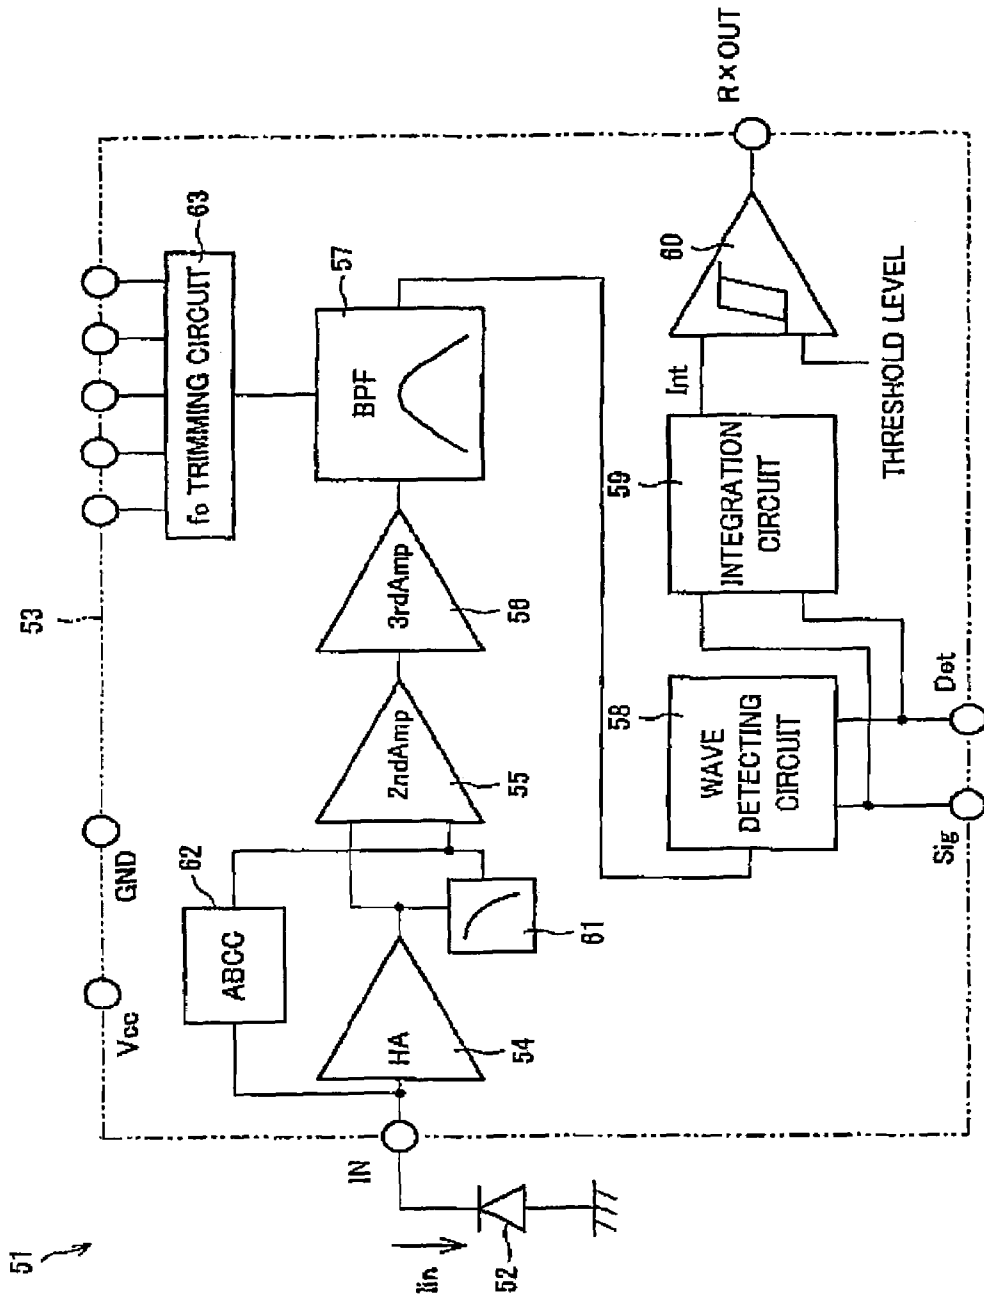 51
53
Vcc
GND
fo TRIMMING CIRCUIT
63
62
ABCC
IN
Iin
52
HA
54
61
2ndAmp
55
3rdAmp
56
BPF
57
58
WAVE
DETECTING
CIRCUIT
59
INTEGRATION
CIRCUIT
Int
60
THRESHOLD LEVEL
R×OUT
Sig
Det